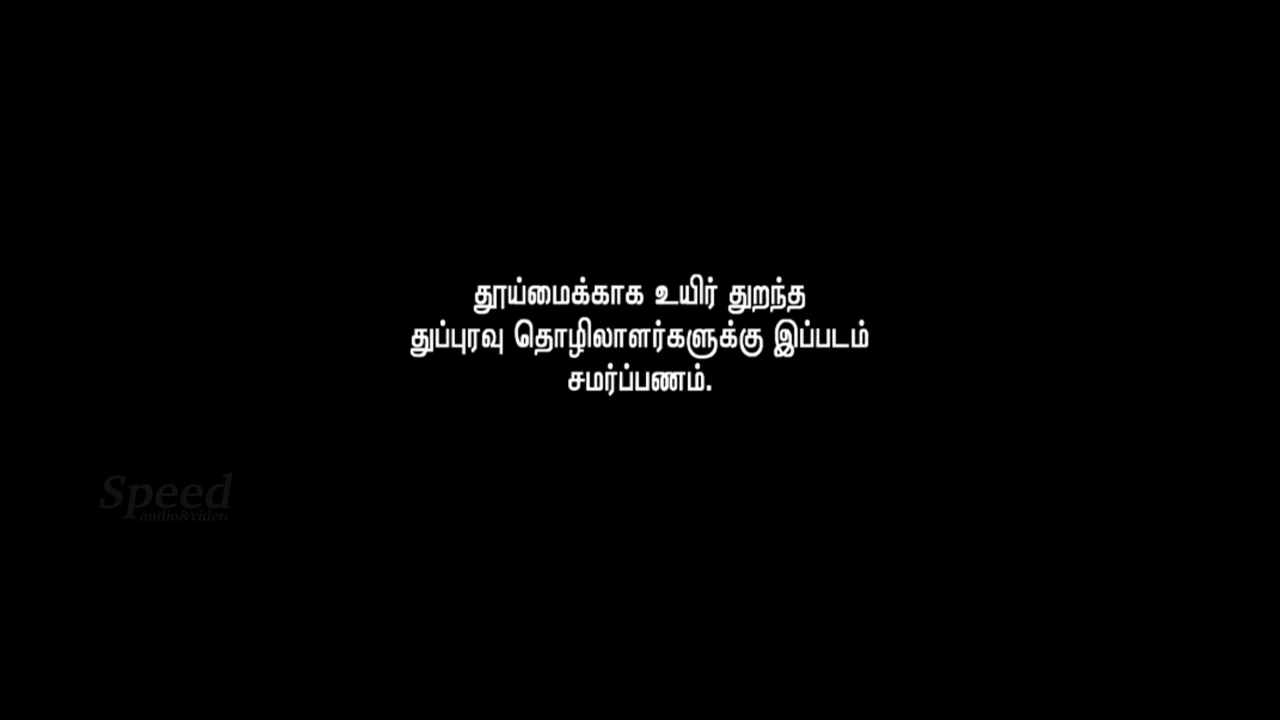 தூய்மைக்காக உயிர் துறந்த
துப்புரவு தொழிலாளர்களுக்கு இப்படம்
சமர்ப்பணம்.
Speed
audio&video